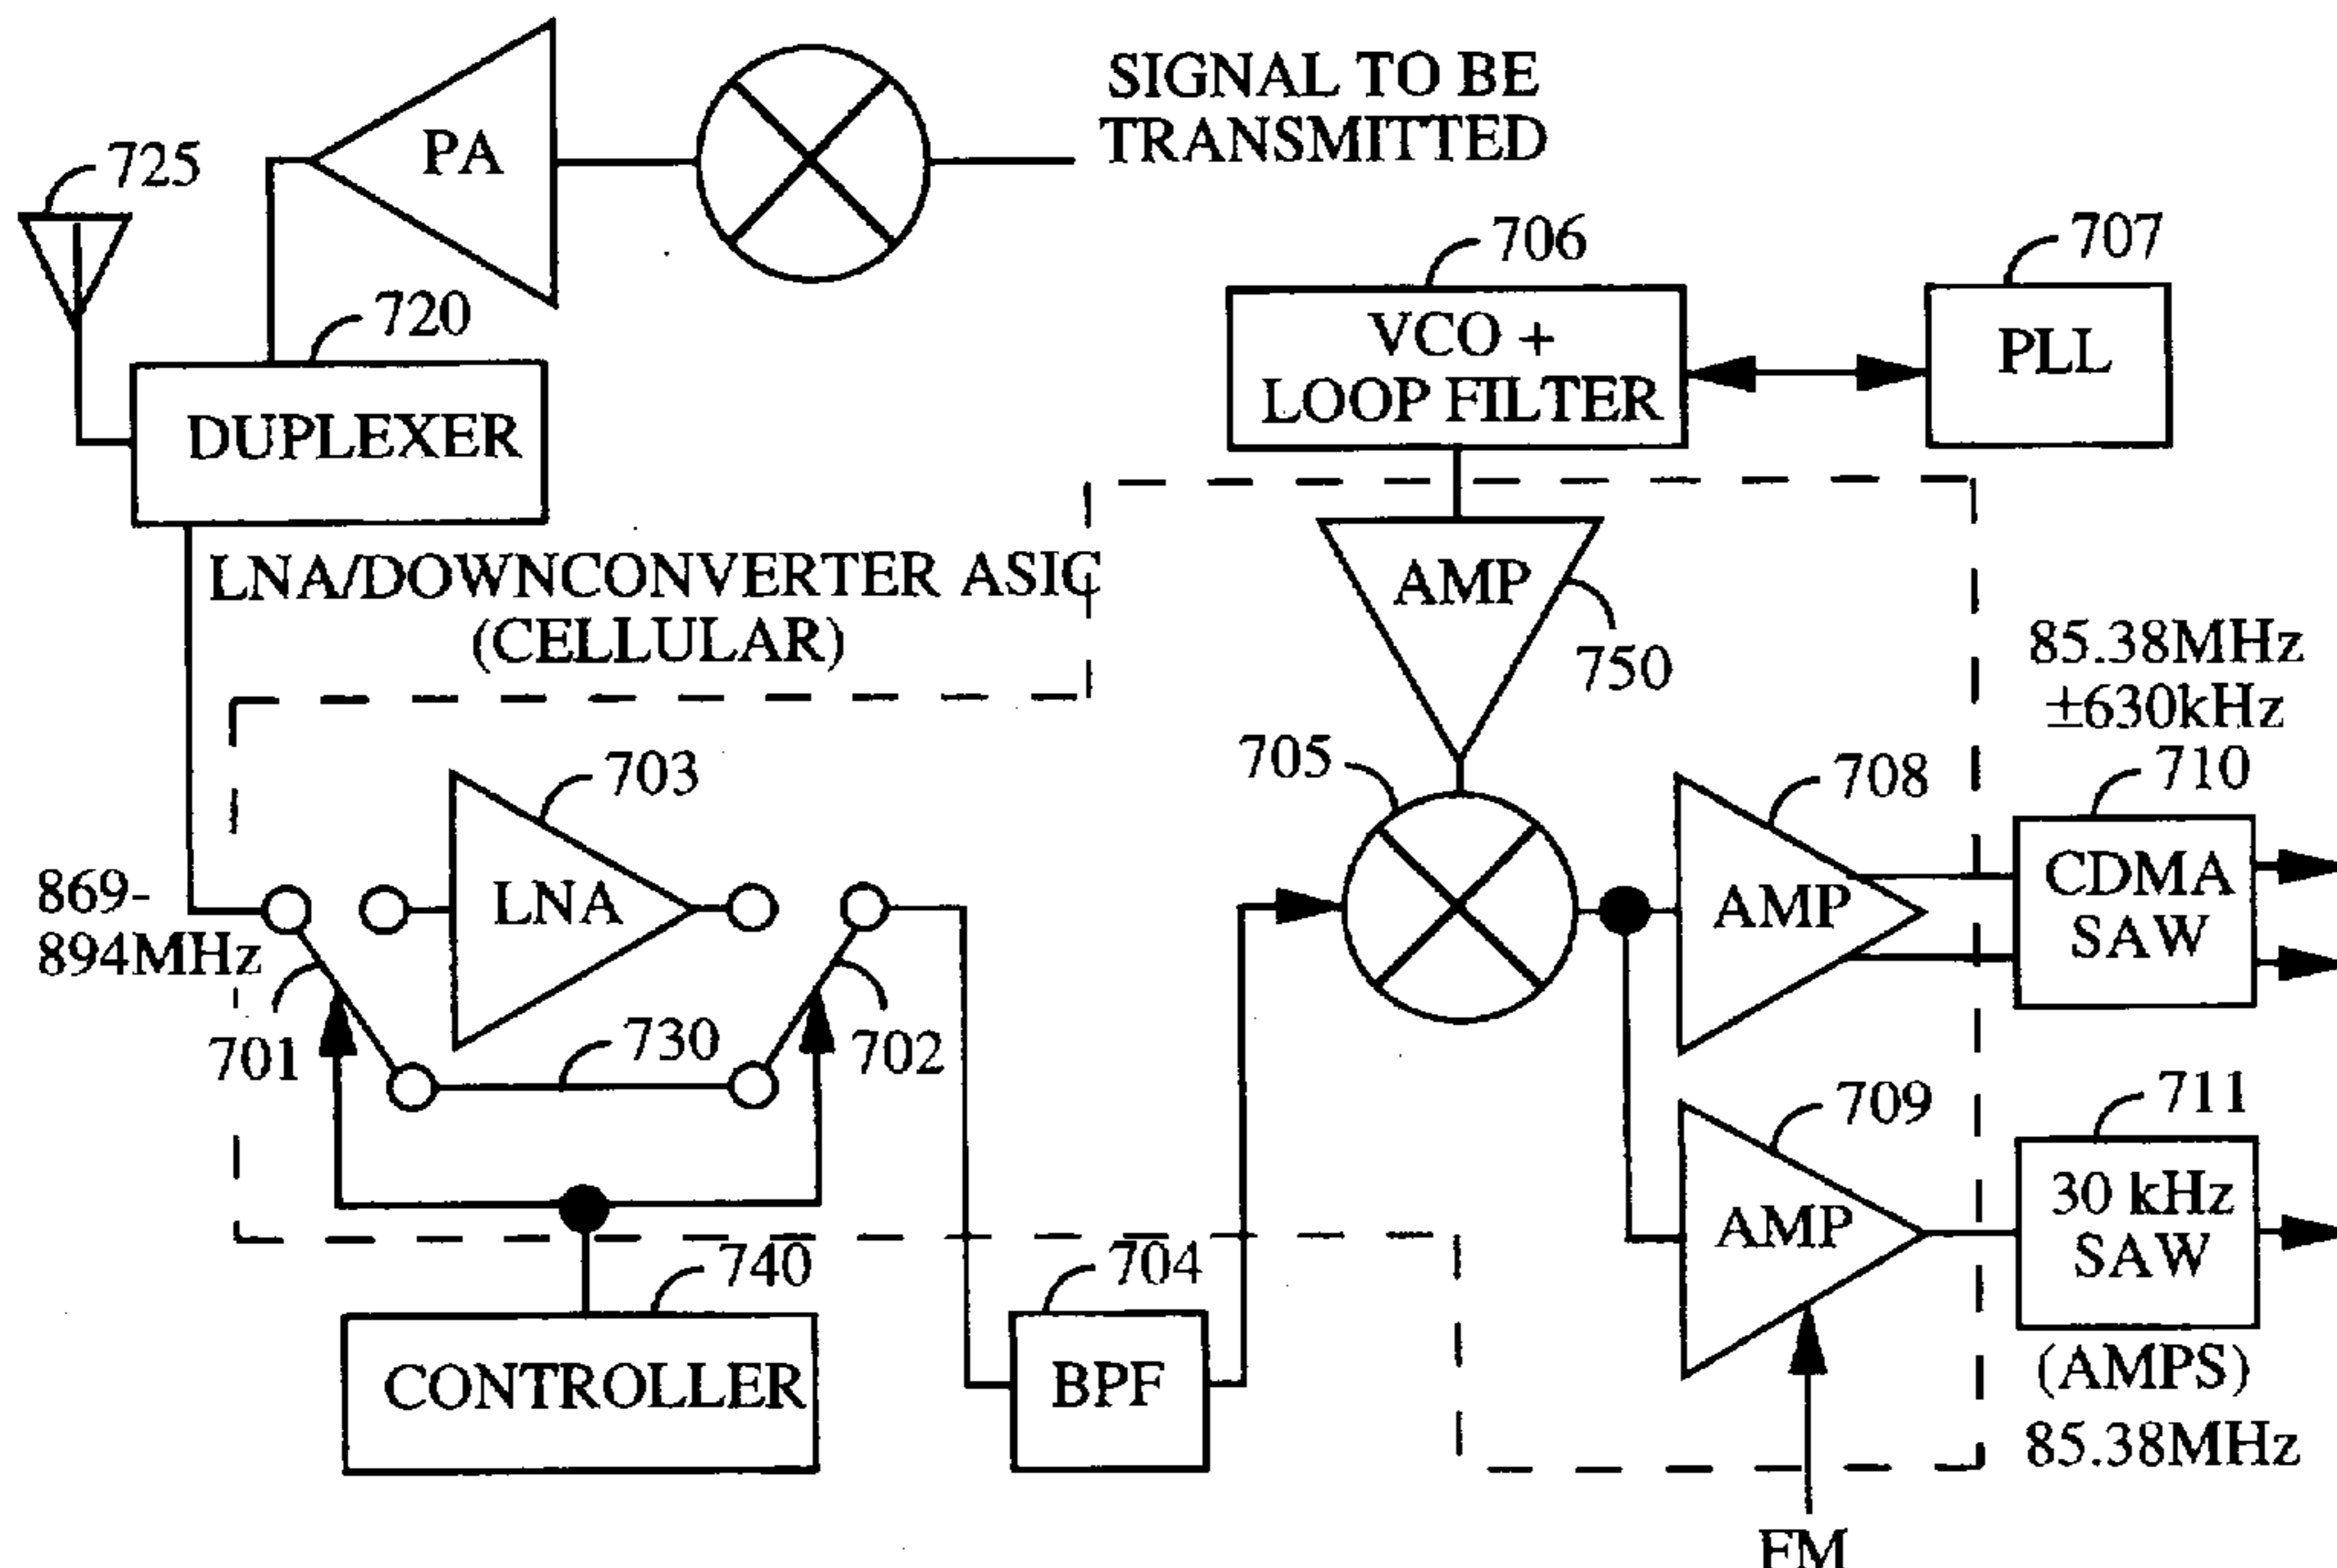 SIGNAL TO BE
TRANSMITTED
PA
725
706
707
720
VCO +
LOOP FILTER
PLL
DUPLEXER
LNA/DOWNCONVERTER ASIC
(CELLULAR)
AMP
750
85.38MHz
±630kHz
703
705
708
710
869-
894MHz
LNA
AMP
CDMA
SAW
701
730
702
709
711
AMP
30 kHz
SAW
740
704
CONTROLLER
BPF
(AMPS)
85.38MHz
FM